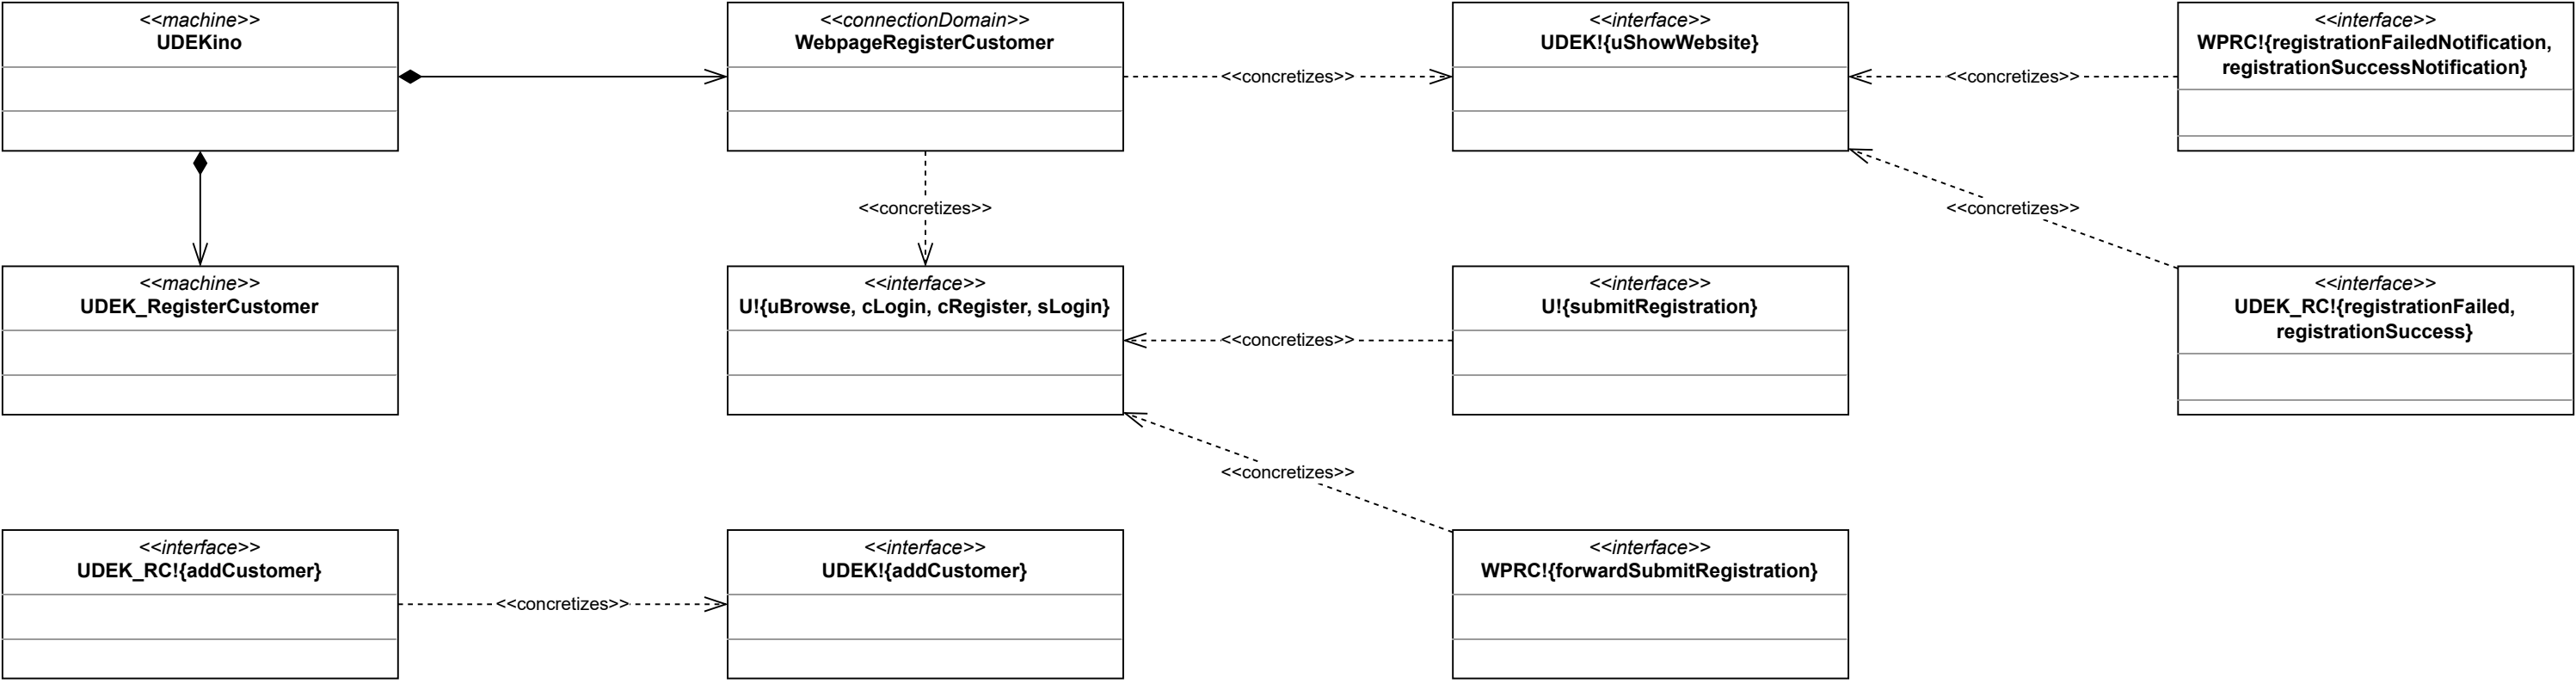 <<machine>>
UDEKino
<<connectionDomain>>
WebpageRegisterCustomer
<<interface>>
UDEK!{uShowWebsite}
<<interface>>
WPRC!{registrationFailedNotification,
registrationSuccessNotification}
<<concretizes>>
<<concretizes>>
<<concretizes>>
<<concretizes>>
<<machine>>
UDEK_RegisterCustomer
<<interface>>
U!{uBrowse, cLogin, cRegister, sLogin}
<<interface>>
U!{submitRegistration}
<<interface>>
UDEK_RC!{registrationFailed,
registrationSuccess}
<<concretizes>>
<<concretizes>>
<<interface>>
UDEK_RC!{addCustomer}
<<interface>>
UDEK!{addCustomer}
<<interface>>
WPRC!{forwardSubmitRegistration}
<<concretizes>>